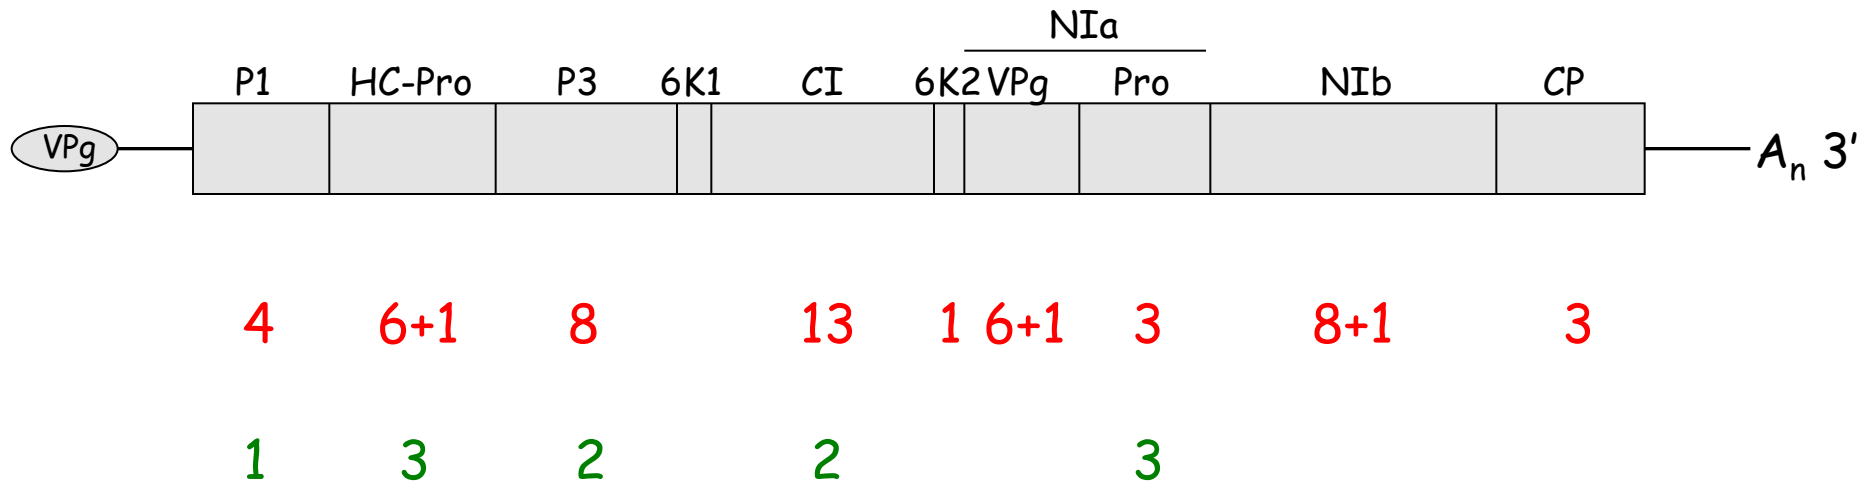 NIa
P1 HC-Pro P3 6K1 CI 6K2 VPg Pro NIb CP
VPg An 3'
4 6+1 8 13 1 6+1 3 8+1 3
1 3 2 2 3